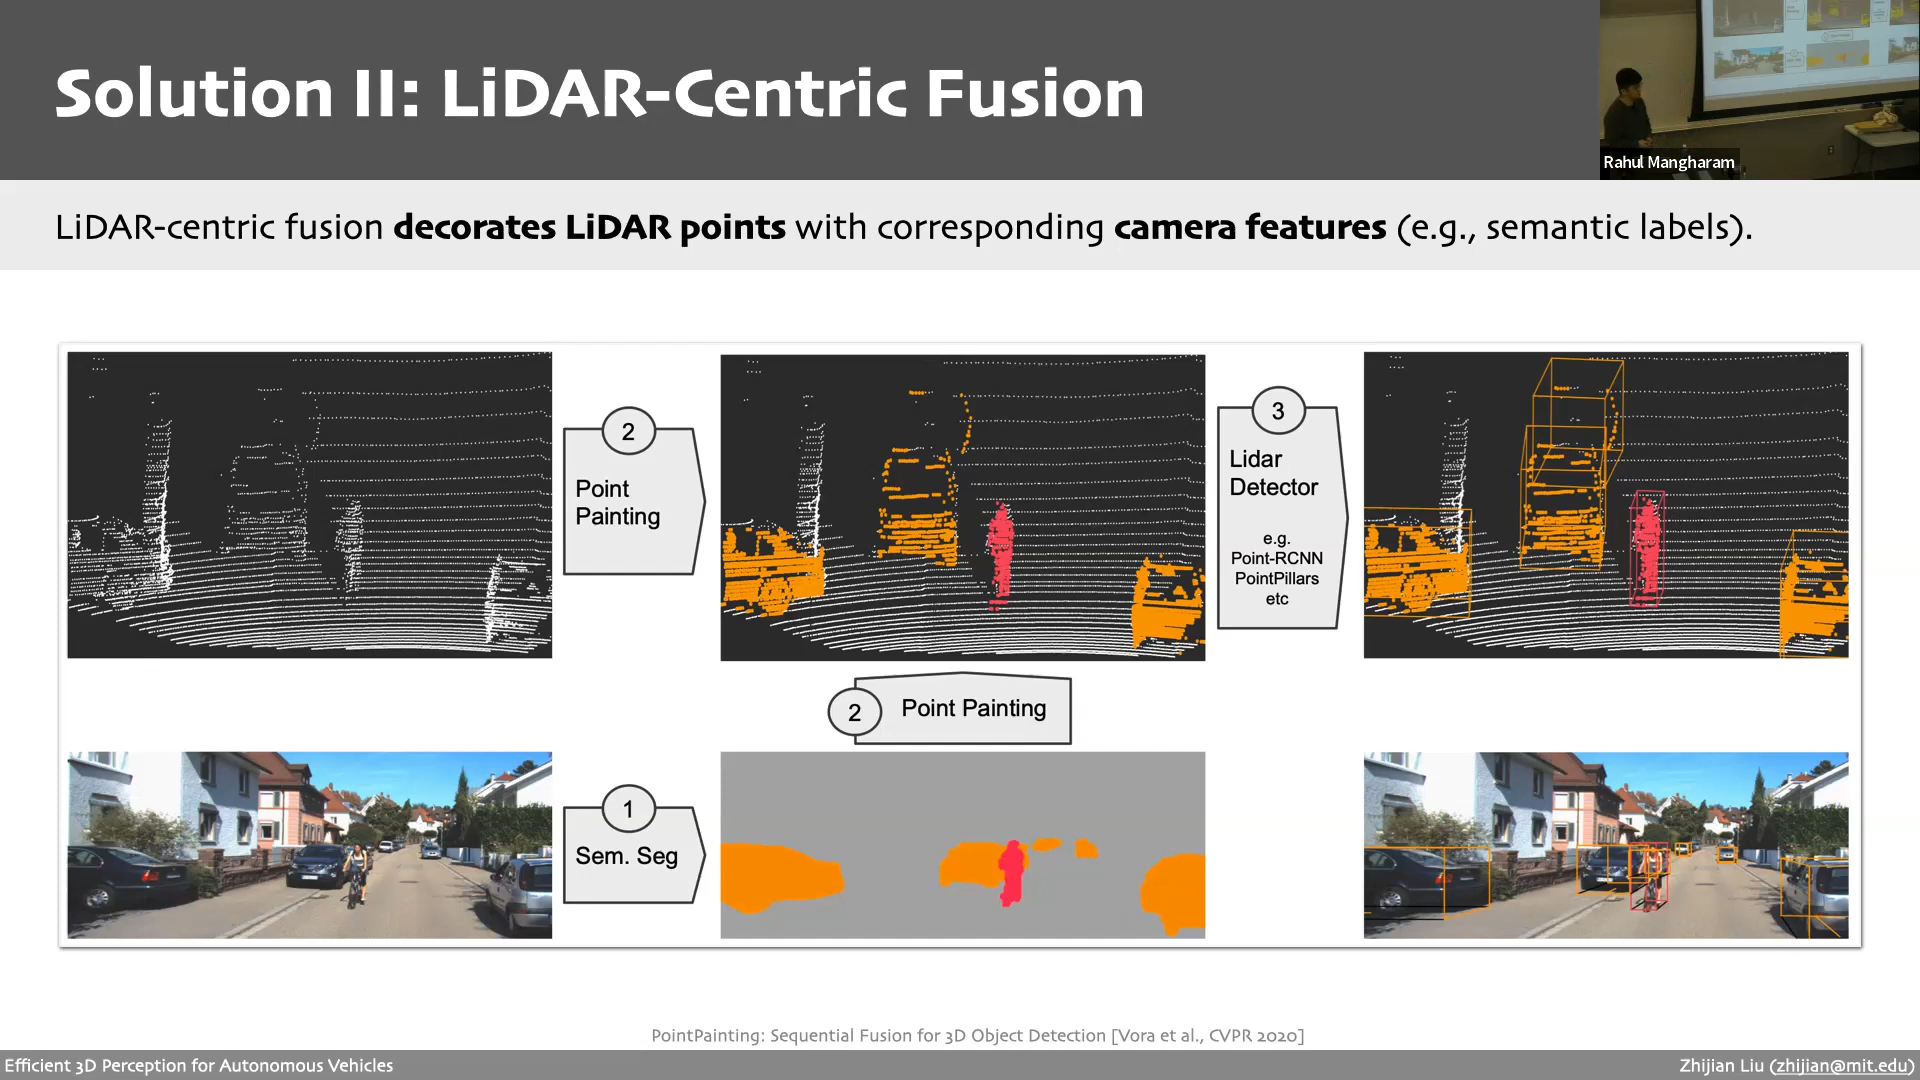 Solution II: LiDAR-Centric Fusion
Rahul Mangharam
LiDAR-centric fusion decorates LiDAR points with corresponding camera features (e.g., semantic labels).
2
Point
Painting
3
Lidar
Detector
e.g.
Point-RCNN
PointPillars
etc
2
Point Painting
1
Sem. Seg
PointPainting: Sequential Fusion for 3D Object Detection [Vora et al., CVPR 2020]
Efficient 3D Perception for Autonomous Vehicles
Zhijian Liu (zhijian@mit.edu)